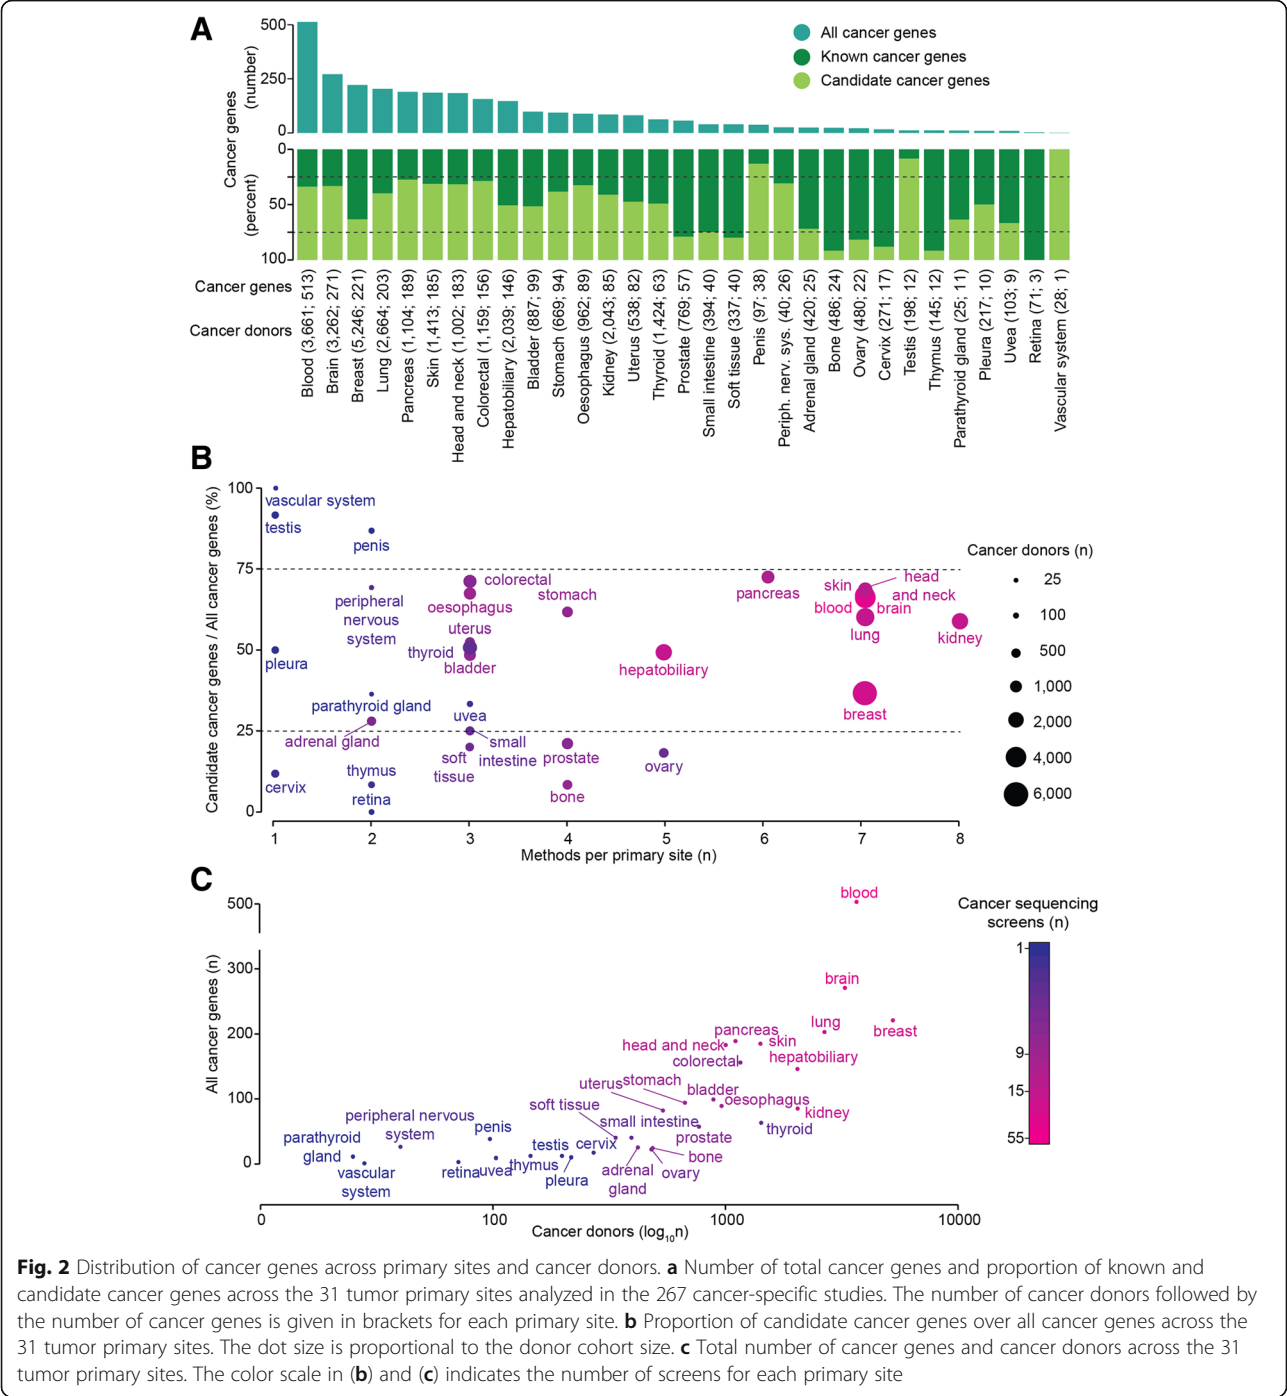 A
500
250
0
Cancer genes
(number)
All cancer genes
Known cancer genes
Candidate cancer genes
0
50
100
(percent)
Cancer genes
Cancer donors
Blood (3,661; 513)
Brain (3,262; 271)
Breast (5,246; 221)
Lung (2,664; 203)
Pancreas (1,104; 189)
Skin (1,413; 185)
Head and neck (1,002; 183)
Colorectal (1,159; 156)
Hepatobiliary (2,039; 146)
Bladder (887; 99)
Stomach (669; 94)
Oesophagus (962; 89)
Kidney (2,043; 85)
Uterus (538; 82)
Thyroid (1,424; 63)
Prostate (769; 57)
Small intestine (394; 40)
Soft tissue (337; 40)
Penis (97; 38)
Periph. nerv. sys. (40; 26)
Adrenal gland (420; 25)
Bone (486; 24)
Ovary (480; 22)
Cervix (271; 17)
Testis (198; 12)
Thymus (145; 12)
Parathyroid gland (25; 11)
Pleura (217; 10)
Uvea (103; 9)
Retina (71; 3)
Vascular system (28; 1)
B
Candidate cancer genes / All cancer genes (%)
100
75
50
25
0
vascular system
testis
penis
peripheral
nervous
system
pleura
parathyroid gland
adrenal gland
cervix
thymus
retina
colorectal
oesophagus
uterus
thyroid
bladder
uvea
small
intestine
soft
tissue
stomach
prostate
bone
hepatobiliary
ovary
pancreas
skin
head
and neck
blood
brain
lung
breast
kidney
1
2
3
4
5
6
7
8
Methods per primary site (n)
Cancer donors (n)
25
100
500
1,000
2,000
4,000
6,000
C
All cancer genes (n)
500
300
200
100
0
blood
brain
lung
breast
pancreas
head and neck
skin
colorectal
hepatobiliary
uterus
stomach
bladder
oesophagus
soft tissue
small intestine
kidney
thyroid
peripheral nervous
system
penis
prostate
parathyroid
gland
testis
cervix
bone
vascular
system
retina
uvea
thymus
pleura
adrenal
gland
ovary
0
100
1000
10000
Cancer donors (log10n)
Cancer sequencing
screens (n)
1
9
15
55
Fig. 2 Distribution of cancer genes across primary sites and cancer donors. a Number of total cancer genes and proportion of known and
candidate cancer genes across the 31 tumor primary sites analyzed in the 267 cancer-specific studies. The number of cancer donors followed by
the number of cancer genes is given in brackets for each primary site. b Proportion of candidate cancer genes over all cancer genes across the
31 tumor primary sites. The dot size is proportional to the donor cohort size. c Total number of cancer genes and cancer donors across the 31
tumor primary sites. The color scale in (b) and (c) indicates the number of screens for each primary site